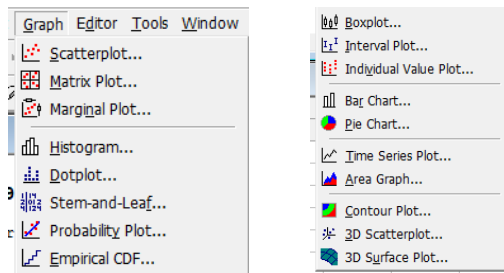 Graph Editor Tools Window
Scatterplot...
Matrix Plot...
Marginal Plot...
Histogram...
Dotplot...
Stem-and-Leaf...
Probability Plot...
Empirical CDF...
Boxplot...
Interval Plot...
Individual Value Plot...
Bar Chart...
Pie Chart...
Time Series Plot...
Area Graph...
Contour Plot...
3D Scatterplot...
3D Surface Plot...